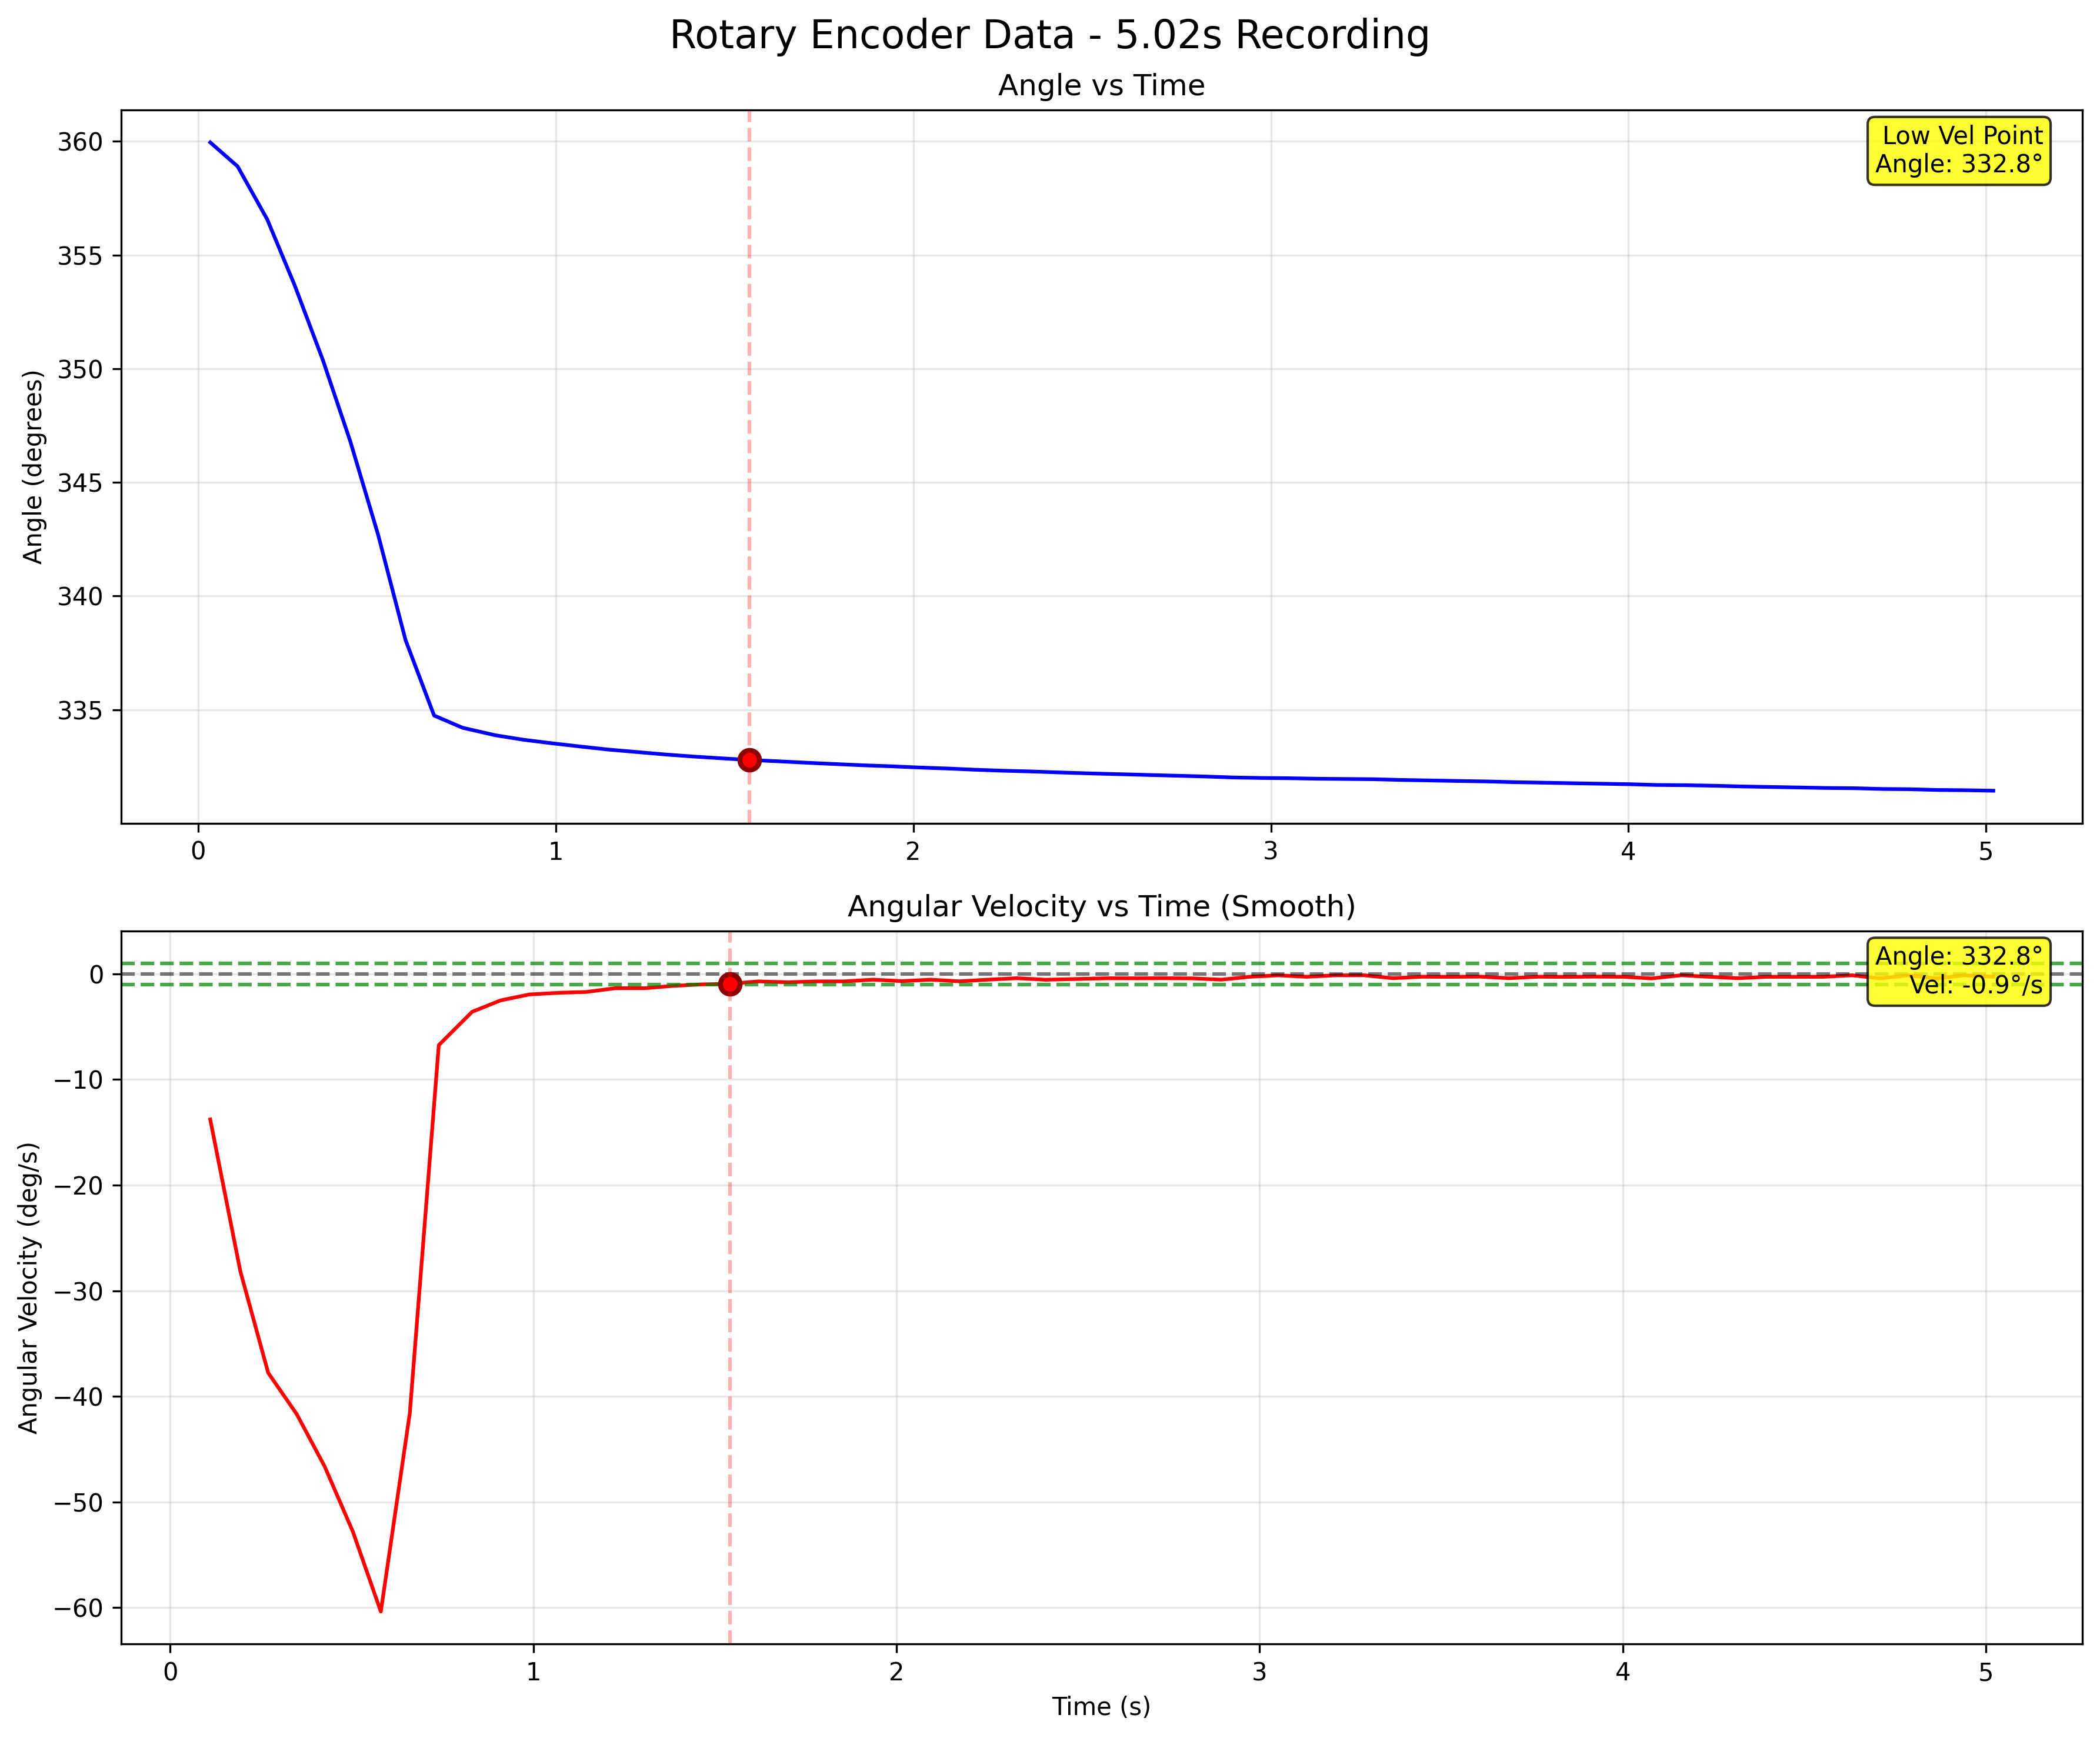 Rotary Encoder Data - 5.02s Recording
Angle vs Time
Low Vel Point
Angle: 332.8°
Angle (degrees)
360
355
350
345
340
335
0 1 2 3 4 5
Angular Velocity vs Time (Smooth)
Angle: 332.8°
Vel: -0.9°/s
Angular Velocity (deg/s)
0
−10
−20
−30
−40
−50
−60
0 1 2 3 4 5
Time (s)